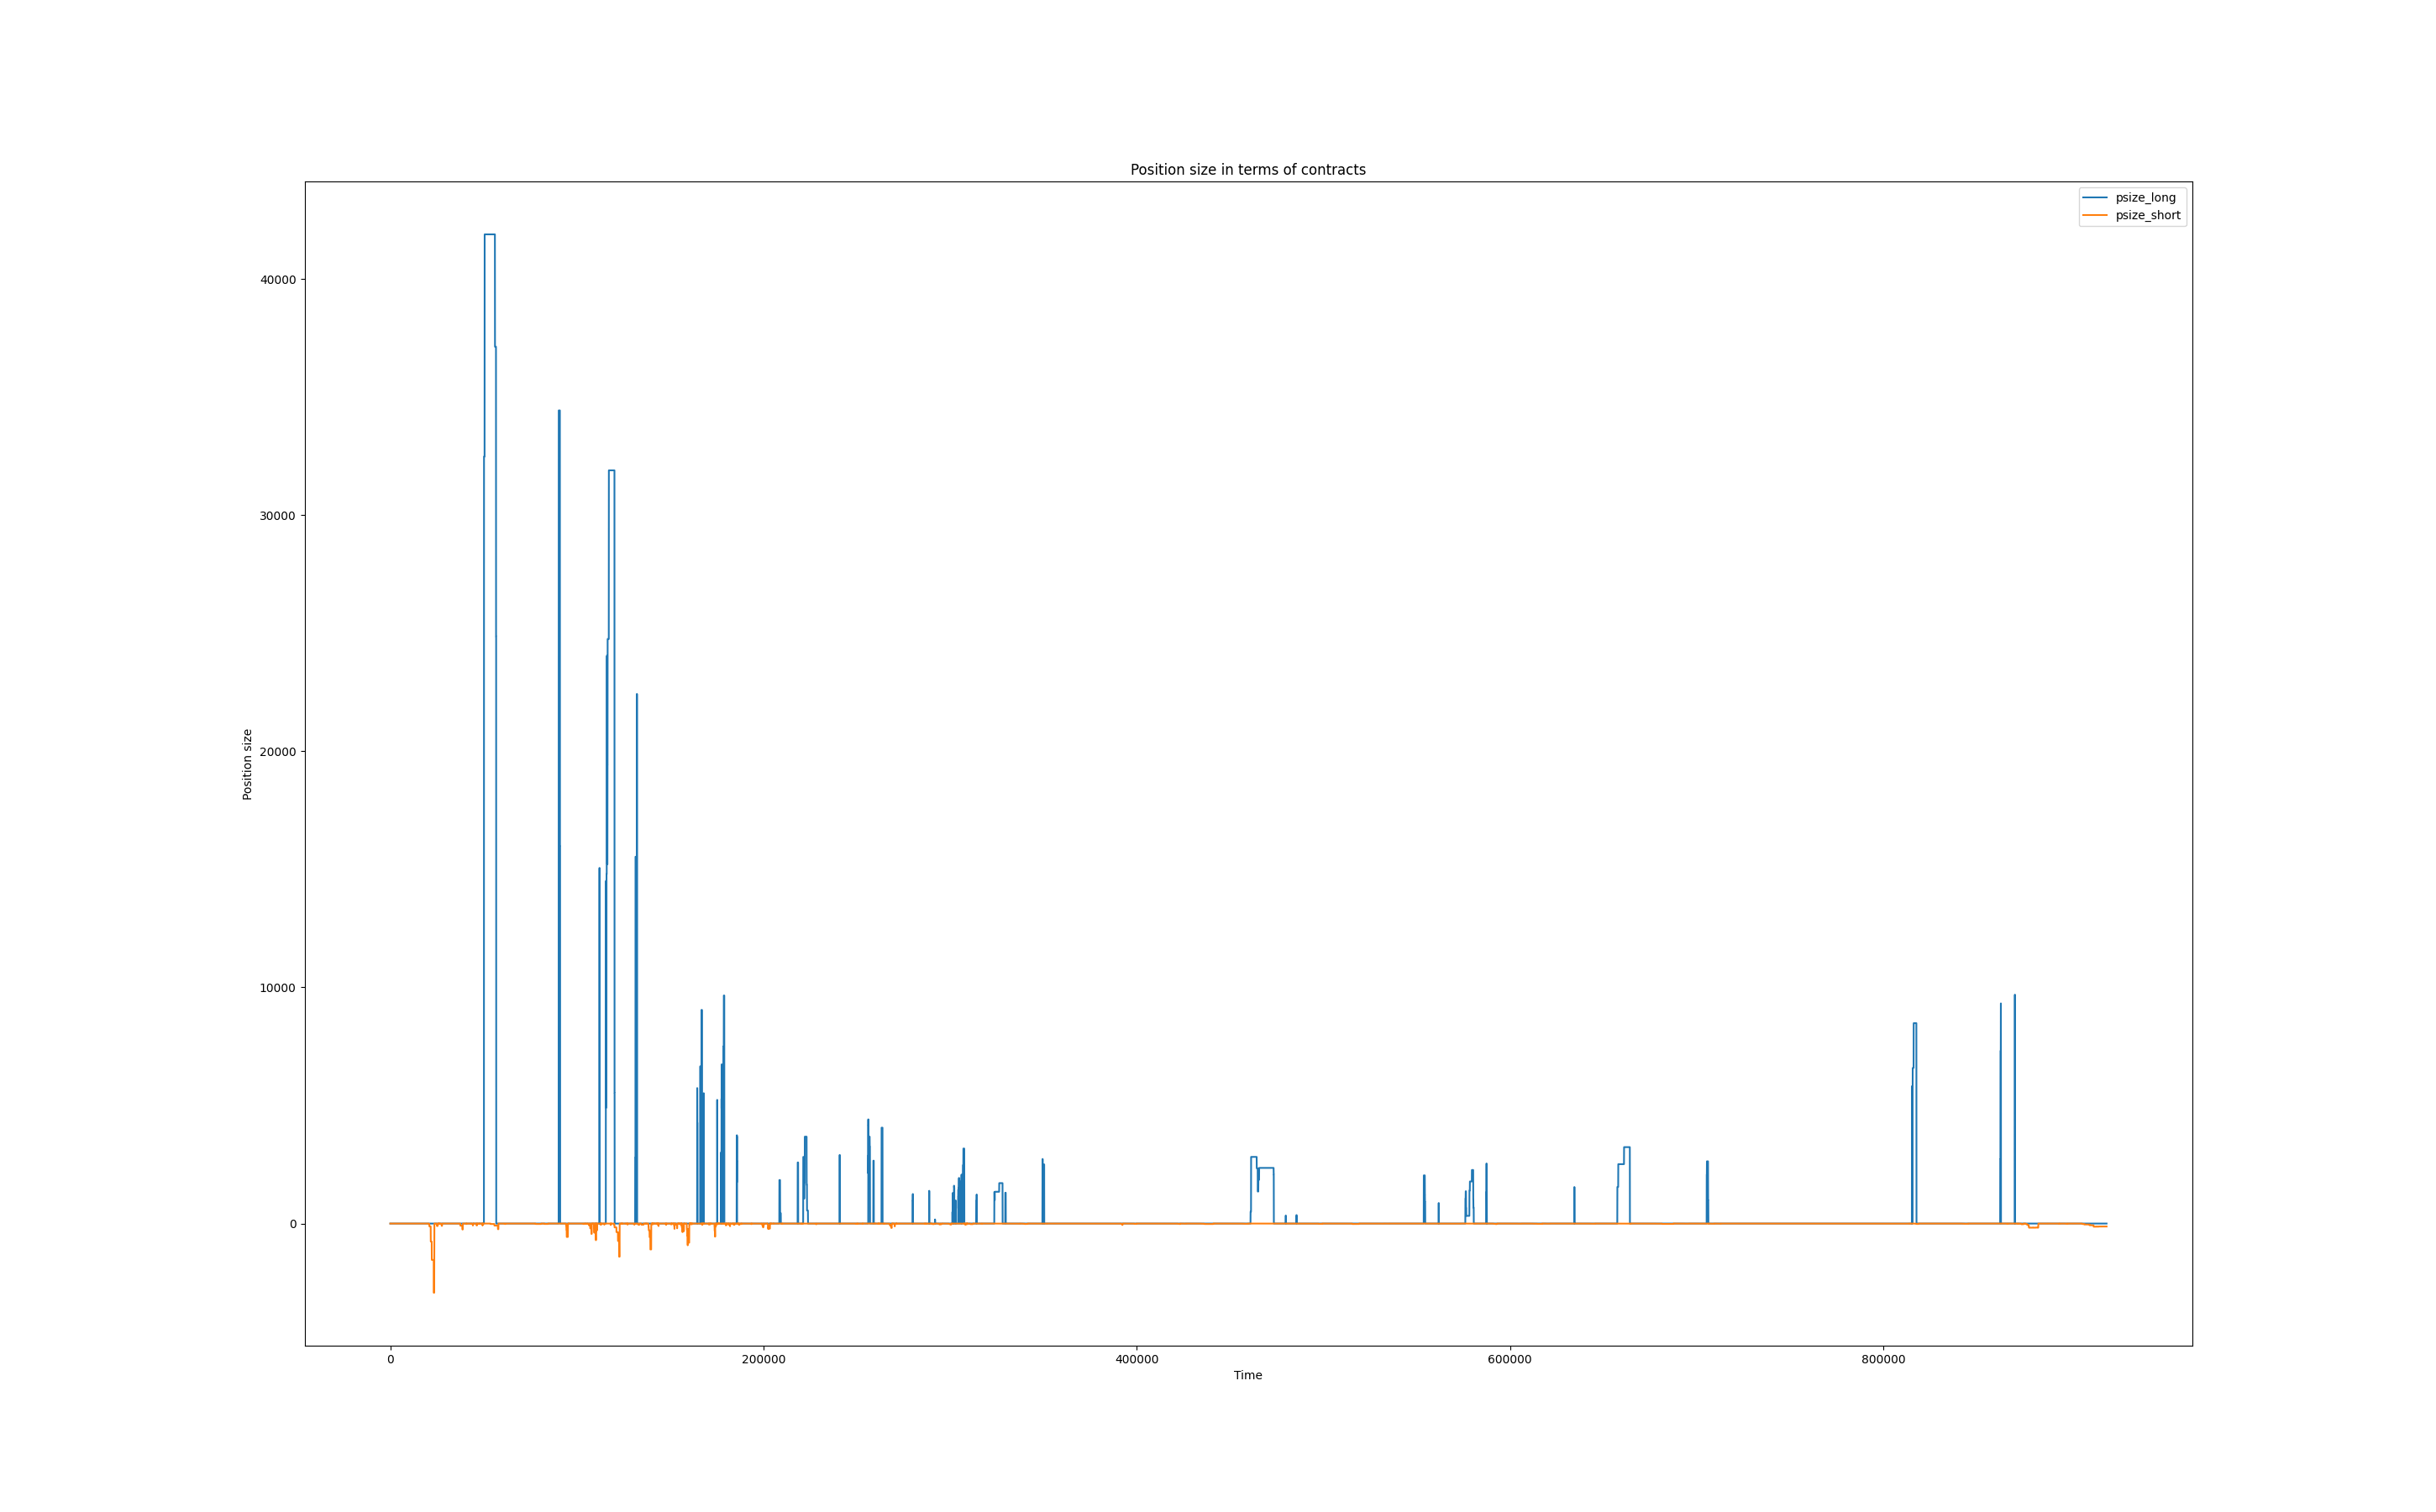 Position size in terms of contracts
psize_long
psize_short
40000
30000
20000
10000
0
Position size
0
200000
400000
600000
800000
Time